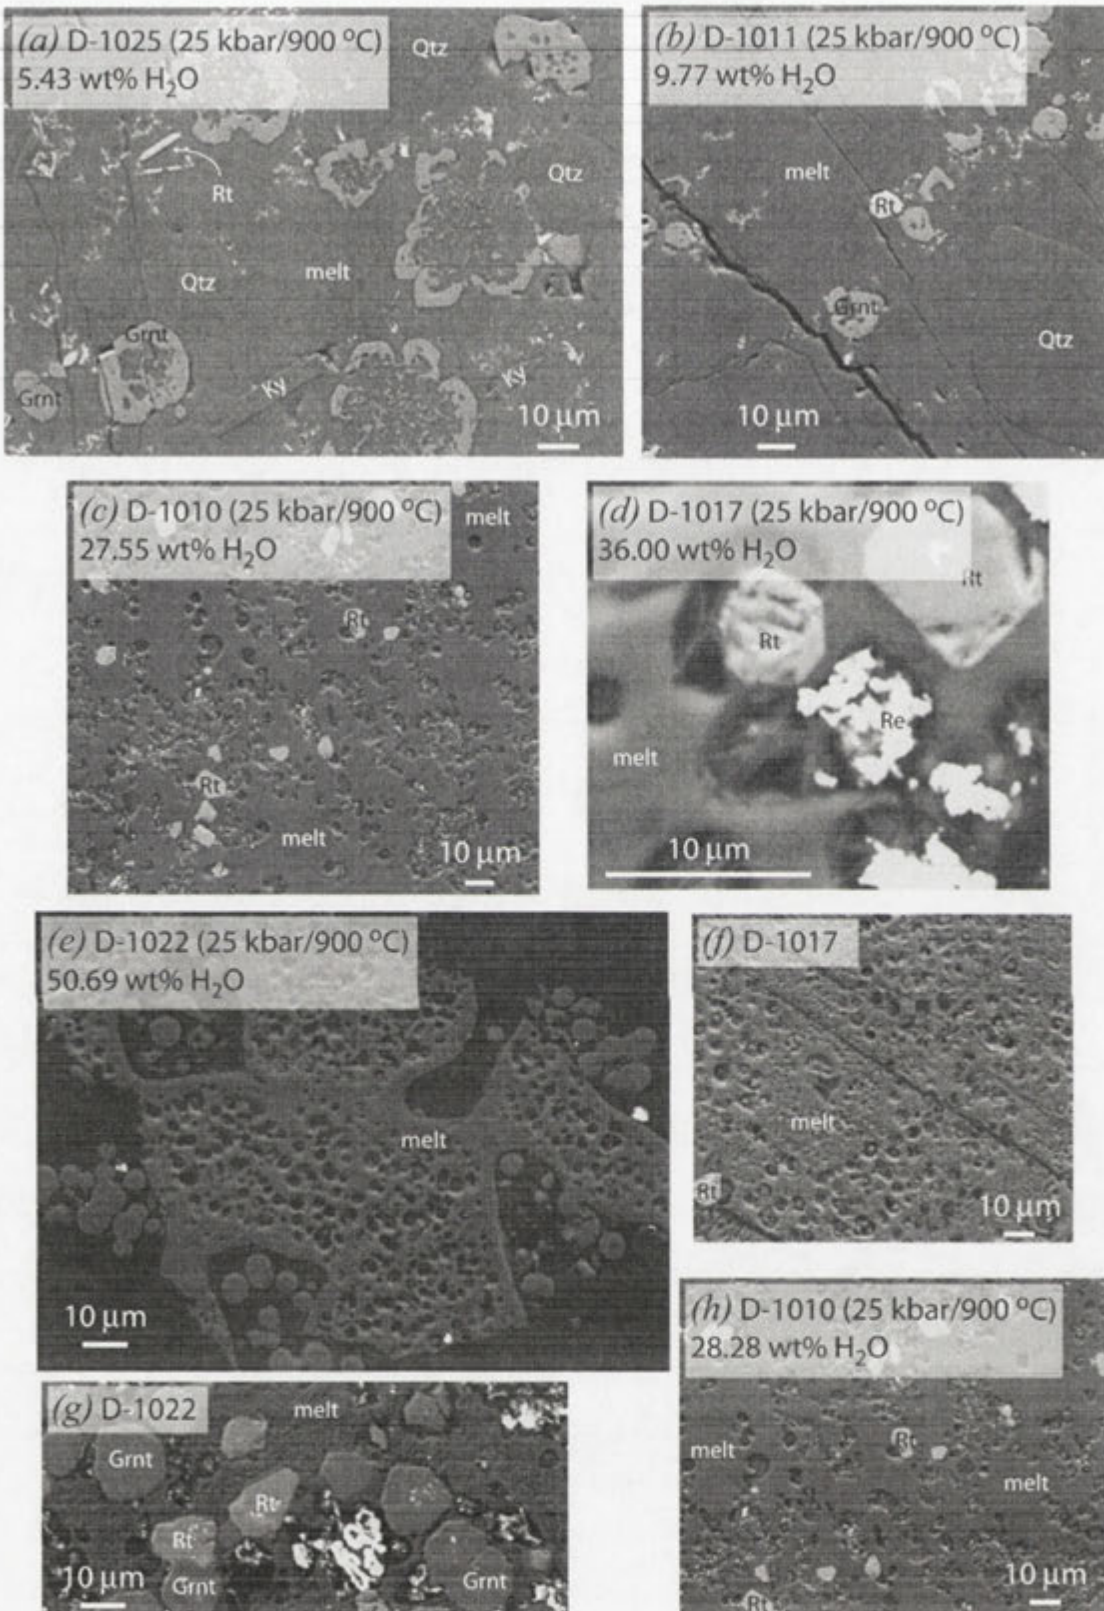 (a) D-1025 (25 kbar/900 °C)
5.43 wt% H₂O
Qtz
Rt
Qtz
Qtz
melt
Grnt
Grnt
Ky
Ky
10 µm
(b) D-1011 (25 kbar/900 °C)
9.77 wt% H₂O
melt
Rt
Grnt
Qtz
10 µm
(c) D-1010 (25 kbar/900 °C)
27.55 wt% H₂O
melt
Rt
Rt
melt
10 µm
(d) D-1017 (25 kbar/900 °C)
36.00 wt% H₂O
Rt
Rt
Re
melt
10 µm
(e) D-1022 (25 kbar/900 °C)
50.69 wt% H₂O
melt
10 µm
(f) D-1017
melt
Rt
10 µm
(g) D-1022
melt
Grnt
Rt
Rt
Grnt
Grnt
10 µm
(h) D-1010 (25 kbar/900 °C)
28.28 wt% H₂O
Rt
melt
melt
10 µm
Rt